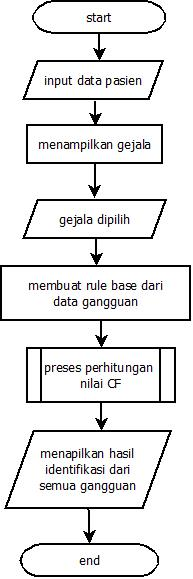 start
input data pasien
menampilkan gejala
gejala dipilih
membuat rule base dari
data gangguan
preses perhitungan
nilai CF
menapilkan hasil
identifikasi dari
semua gangguan
end